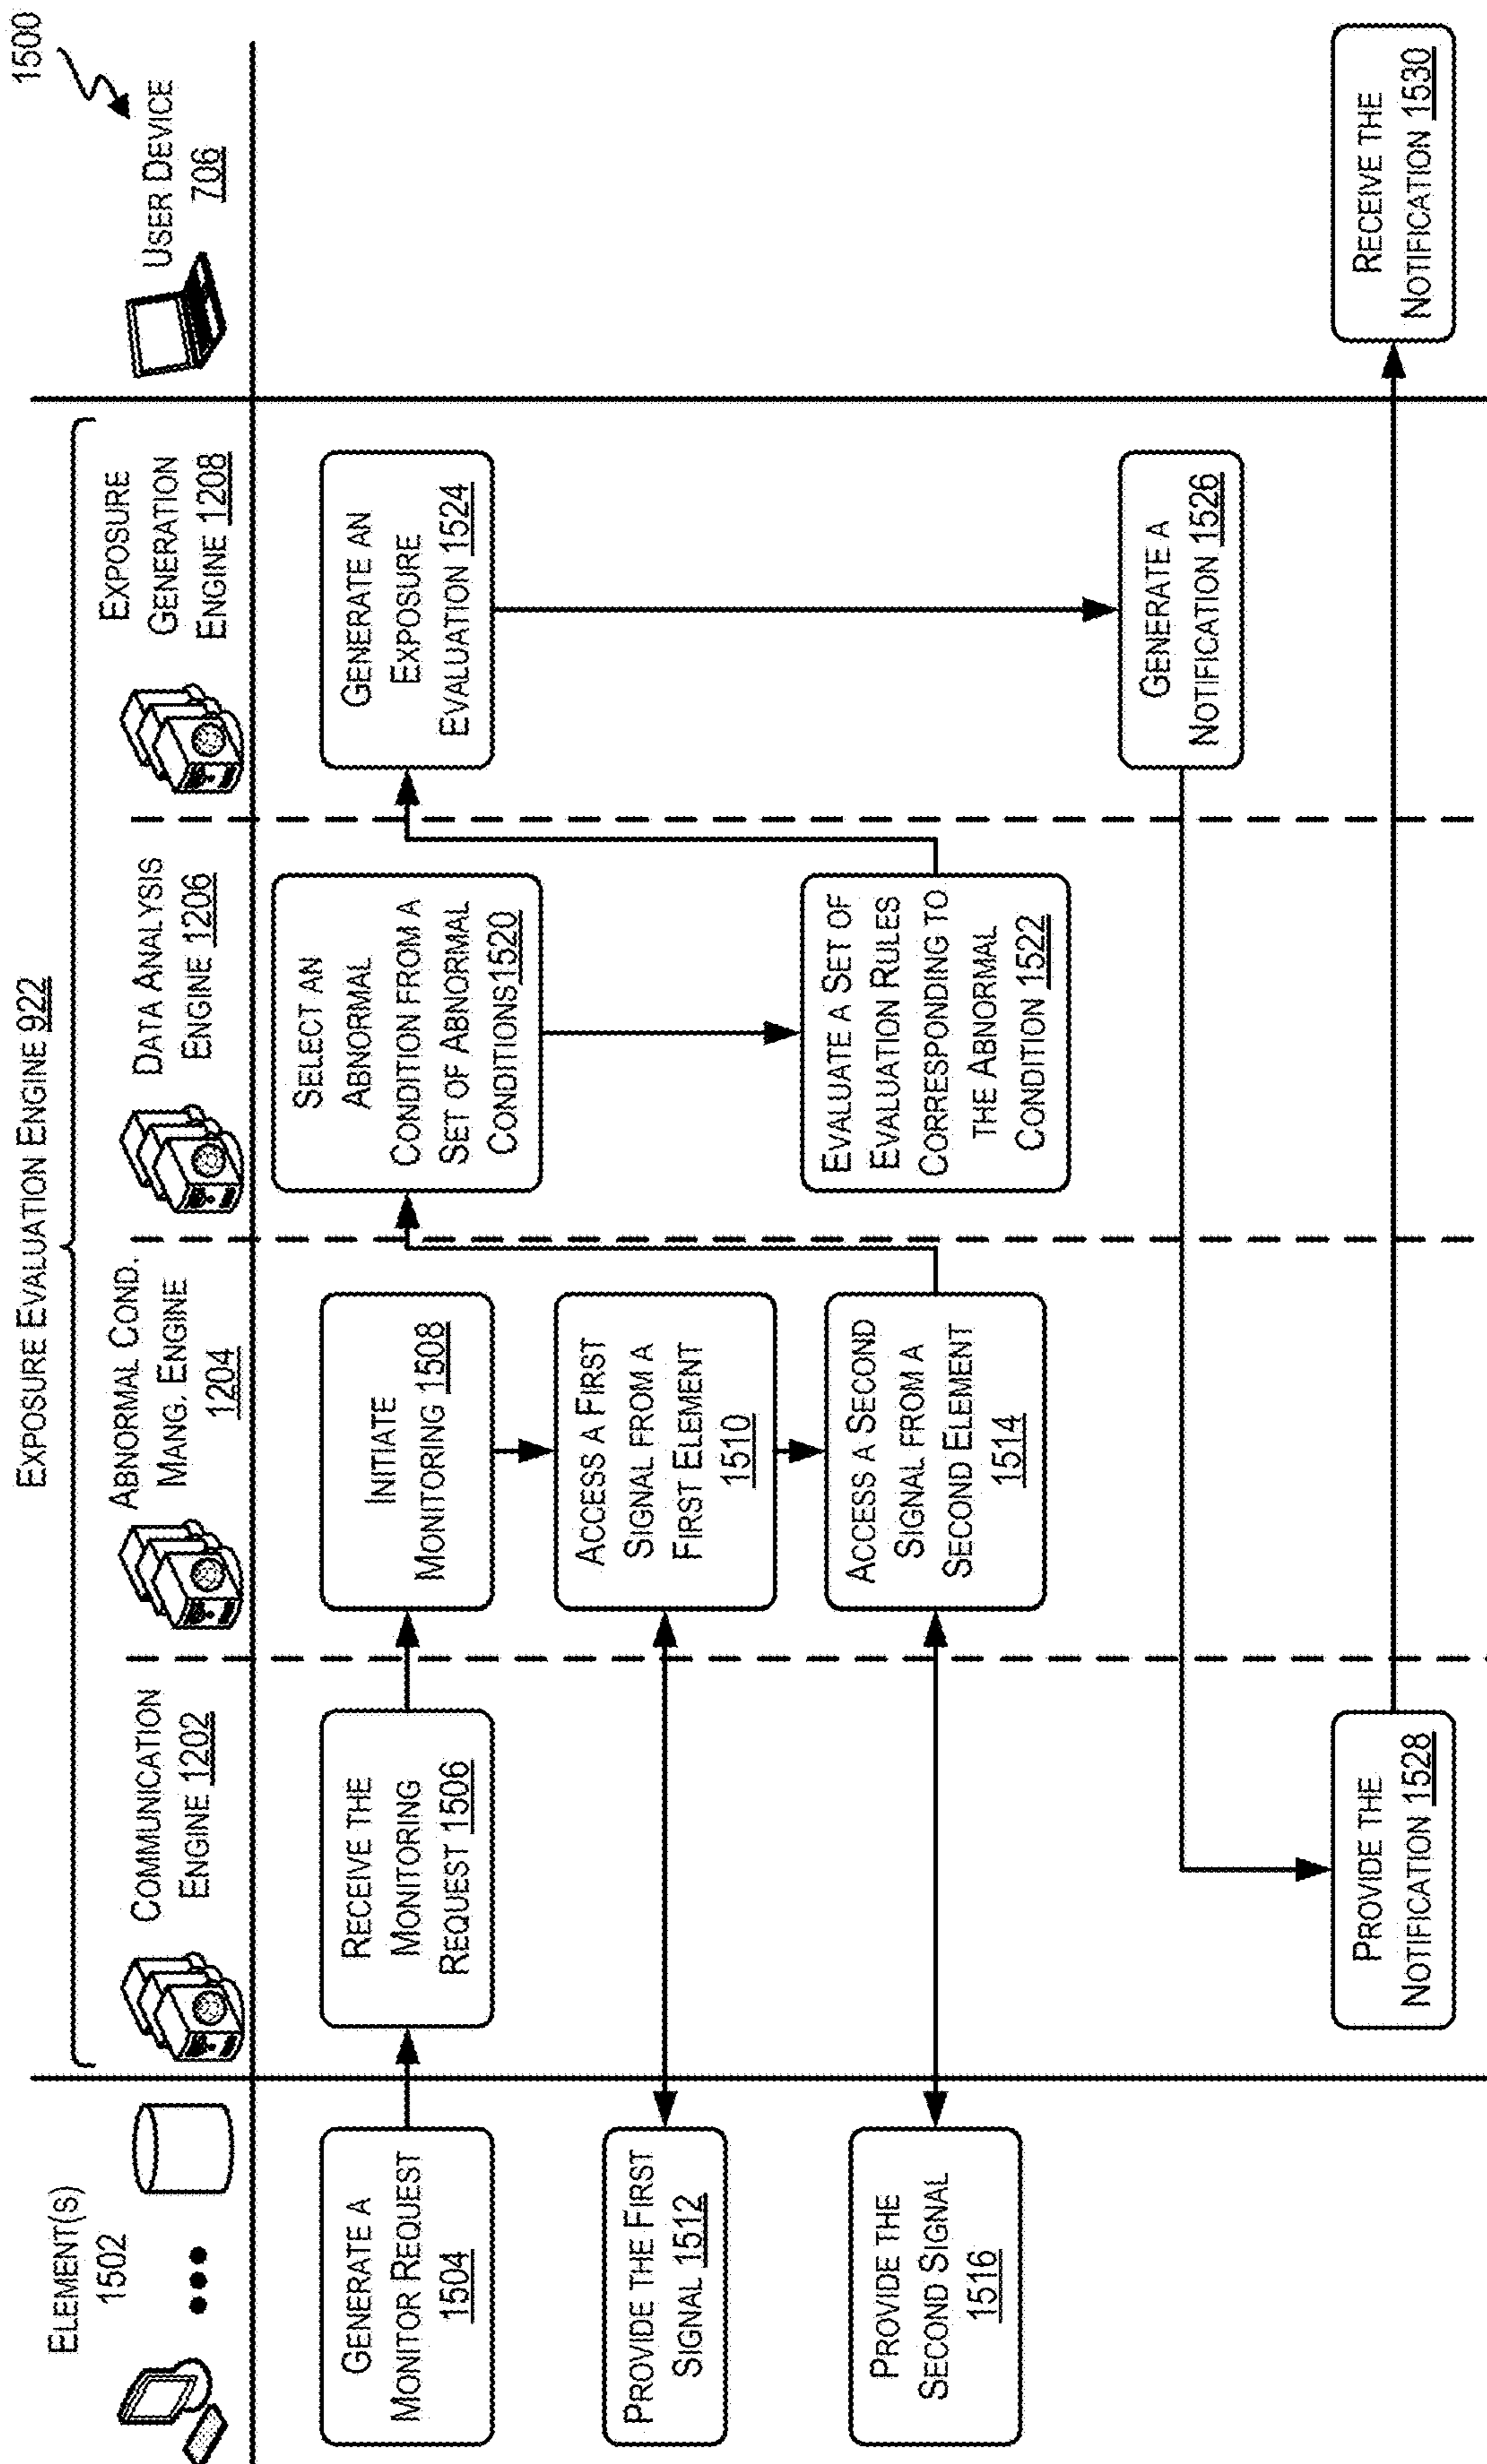 1500
EXPOSURE EVALUATION ENGINE 922
ELEMENT(S)
1502
COMMUNICATION
ENGINE 1202
ABNORMAL COND.
MANG. ENGINE
1204
DATA ANALYSIS
ENGINE 1206
EXPOSURE
GENERATION
ENGINE 1208
USER DEVICE
706
GENERATE A
MONITOR REQUEST
1504
RECEIVE THE
MONITORING
REQUEST 1506
INITIATE
MONITORING 1508
SELECT AN
ABNORMAL
CONDITION FROM A
SET OF ABNORMAL
CONDITIONS1520
GENERATE AN
EXPOSURE
EVALUATION 1524
PROVIDE THE FIRST
SIGNAL 1512
ACCESS A FIRST
SIGNAL FROM A
FIRST ELEMENT
1510
PROVIDE THE
SECOND SIGNAL
1516
ACCESS A SECOND
SIGNAL FROM A
SECOND ELEMENT
1514
EVALUATE A SET OF
EVALUATION RULES
CORRESPONDING TO
THE ABNORMAL
CONDITION 1522
GENERATE A
NOTIFICATION 1526
PROVIDE THE
NOTIFICATION 1528
RECEIVE THE
NOTIFICATION 1530